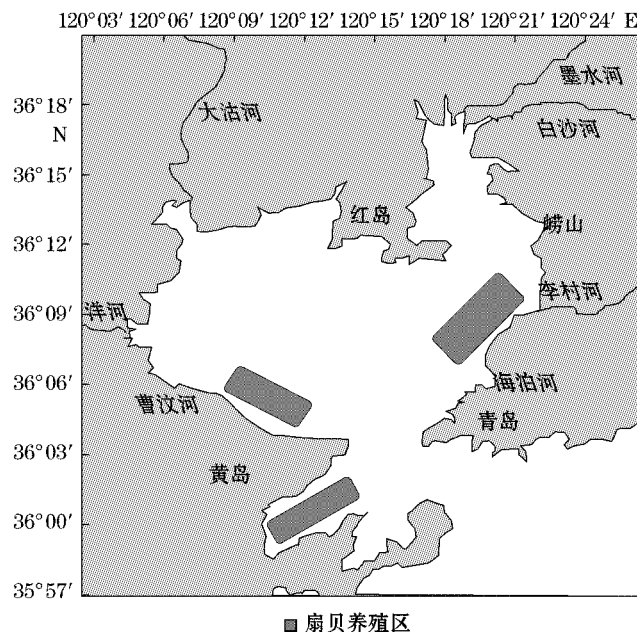 120°03′ 120°06′ 120°09′ 120°12′ 120°15′ 120°18′ 120°21′ 120°24′ E
墨水河
36°18′
大沽河
N
白沙河
36°15′
红岛
崂山
36°12′
李村河
36°09′
洋河
36°06′
海泊河
曹汶河
青岛
36°03′
黄岛
36°00′
35°57′
扇贝养殖区